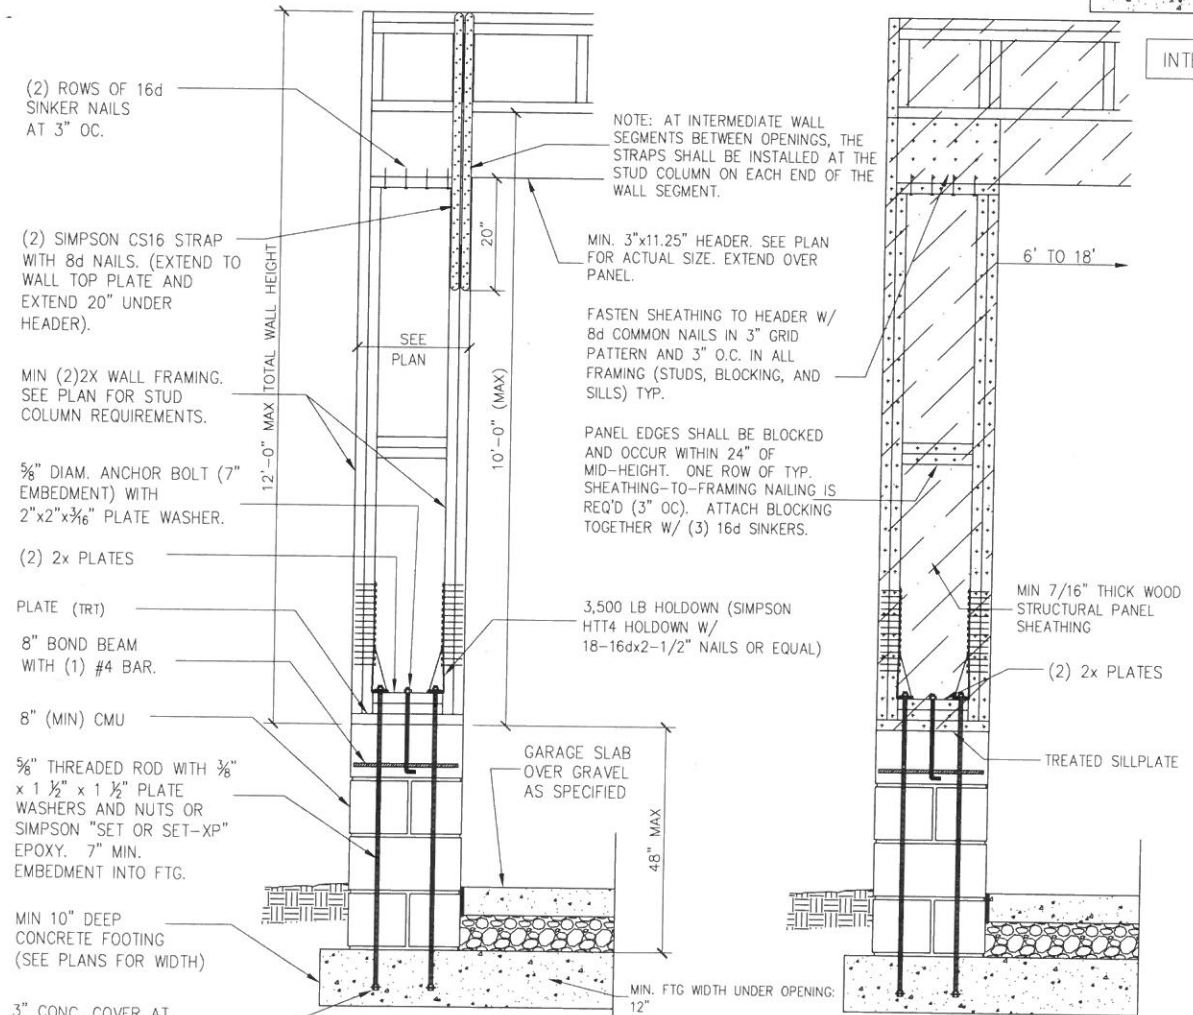 INTE
(2) ROWS OF 16d
SINKER NAILS
AT 3" OC.
(2) SIMPSON CS16 STRAP
WITH 8d NAILS. (EXTEND TO
WALL TOP PLATE AND
EXTEND 20" UNDER
HEADER).
MIN (2)2X WALL FRAMING.
SEE PLAN FOR STUD
COLUMN REQUIREMENTS.
⅝" DIAM. ANCHOR BOLT (7"
EMBEDMENT) WITH
2"x2"x3⁄16" PLATE WASHER.
(2) 2x PLATES
PLATE (TRT)
8" BOND BEAM
WITH (1) #4 BAR.
8" (MIN) CMU
⅝" THREADED ROD WITH ⅜"
x 1 ½" x 1 ½" PLATE
WASHERS AND NUTS OR
SIMPSON "SET OR SET-XP"
EPOXY. 7" MIN.
EMBEDMENT INTO FTG.
MIN 10" DEEP
CONCRETE FOOTING
(SEE PLANS FOR WIDTH)
3" CONC. COVER AT
12'-0" MAX TOTAL WALL HEIGHT
SEE
PLAN
20"
10'-0" (MAX)
NOTE: AT INTERMEDIATE WALL
SEGMENTS BETWEEN OPENINGS, THE
STRAPS SHALL BE INSTALLED AT THE
STUD COLUMN ON EACH END OF THE
WALL SEGMENT.
MIN. 3"x11.25" HEADER. SEE PLAN
FOR ACTUAL SIZE. EXTEND OVER
PANEL.
FASTEN SHEATHING TO HEADER W/
8d COMMON NAILS IN 3" GRID
PATTERN AND 3" O.C. IN ALL
FRAMING (STUDS, BLOCKING, AND
SILLS) TYP.
PANEL EDGES SHALL BE BLOCKED
AND OCCUR WITHIN 24" OF
MID-HEIGHT. ONE ROW OF TYP.
SHEATHING-TO-FRAMING NAILING IS
REQ'D (3" OC). ATTACH BLOCKING
TOGETHER W/ (3) 16d SINKERS.
3,500 LB HOLDOWN (SIMPSON
HTT4 HOLDOWN W/
18-16dx2-1/2" NAILS OR EQUAL)
GARAGE SLAB
OVER GRAVEL
AS SPECIFIED
48" MAX
MIN. FTG WIDTH UNDER OPENING:
12"
6' TO 18'
MIN 7/16" THICK WOOD
STRUCTURAL PANEL
SHEATHING
(2) 2x PLATES
TREATED SILLPLATE